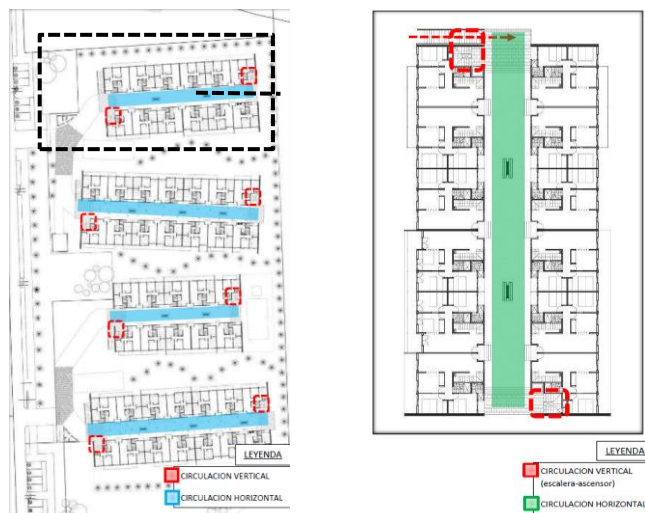 LEYENDA
CIRCULACION VERTICAL
CIRCULACION HORIZONTAL
LEYENDA
CIRCULACION VERTICAL
(escalera-ascensor)
CIRCULACION HORIZONTAL